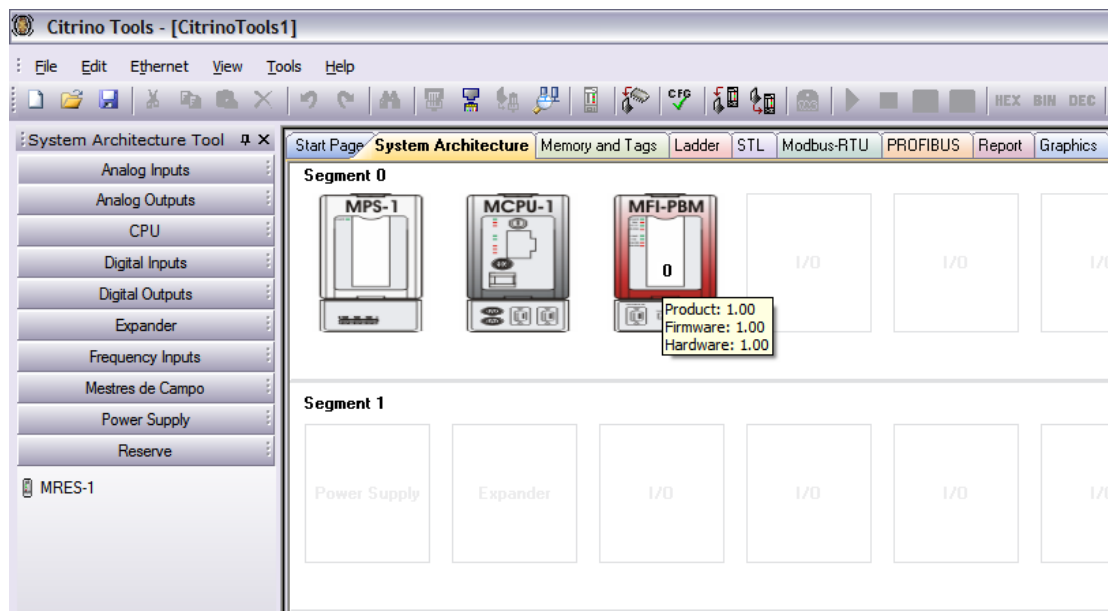 Citrino Tools - [CitrinoTools1]
File Edit Ethernet View Tools Help
CFG HEX BIN DEC
System Architecture Tool
Start Page System Architecture Memory and Tags Ladder STL Modbus-RTU PROFIBUS Report Graphics
Analog Inputs
Analog Outputs
CPU
Digital Inputs
Digital Outputs
Expander
Frequency Inputs
Mestres de Campo
Power Supply
Reserve
MRES-1
Segment 0
MPS-1 MCPU-1 MFI-PBM
0
I/O I/O
Product: 1.00
Firmware: 1.00
Hardware: 1.00
Segment 1
Power Supply Expander I/O I/O I/O